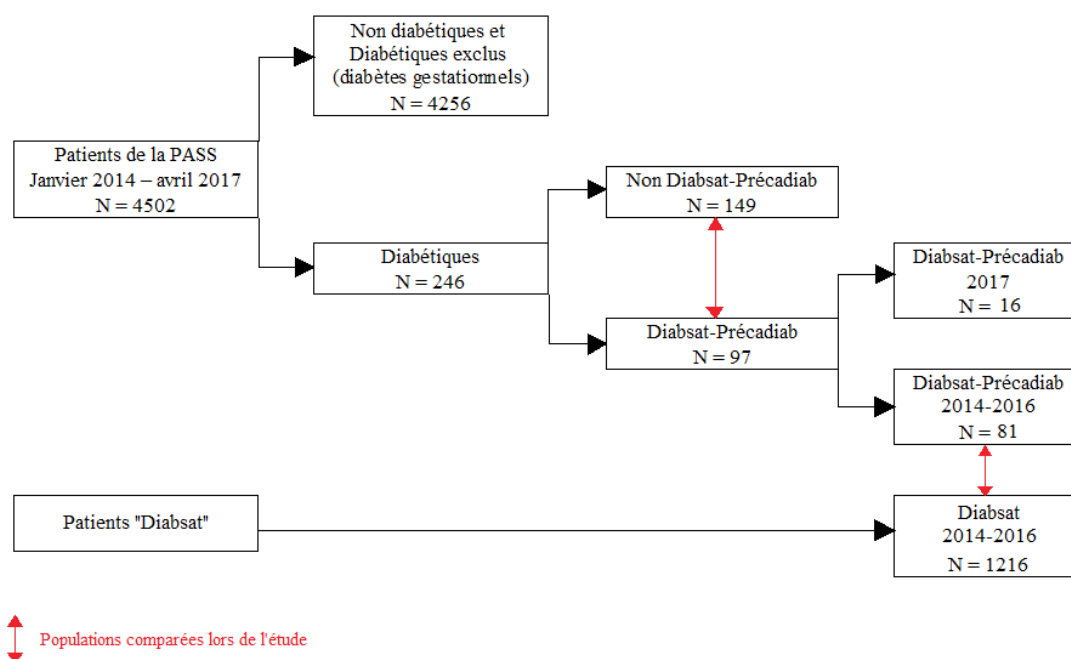 Non diabétiques et
Diabétiques exclus
(diabètes gestationnels)
N = 4256
Patients de la PASS
Janvier 2014 – avril 2017
N = 4502
Non Diabsat-Précadiab
N = 149
Diabétiques
N = 246
Diabsat-Précadiab
2017
N = 16
Diabsat-Précadiab
N = 97
Diabsat-Précadiab
2014-2016
N = 81
Patients "Diabsat"
Diabsat
2014-2016
N = 1216
Populations comparées lors de l'étude